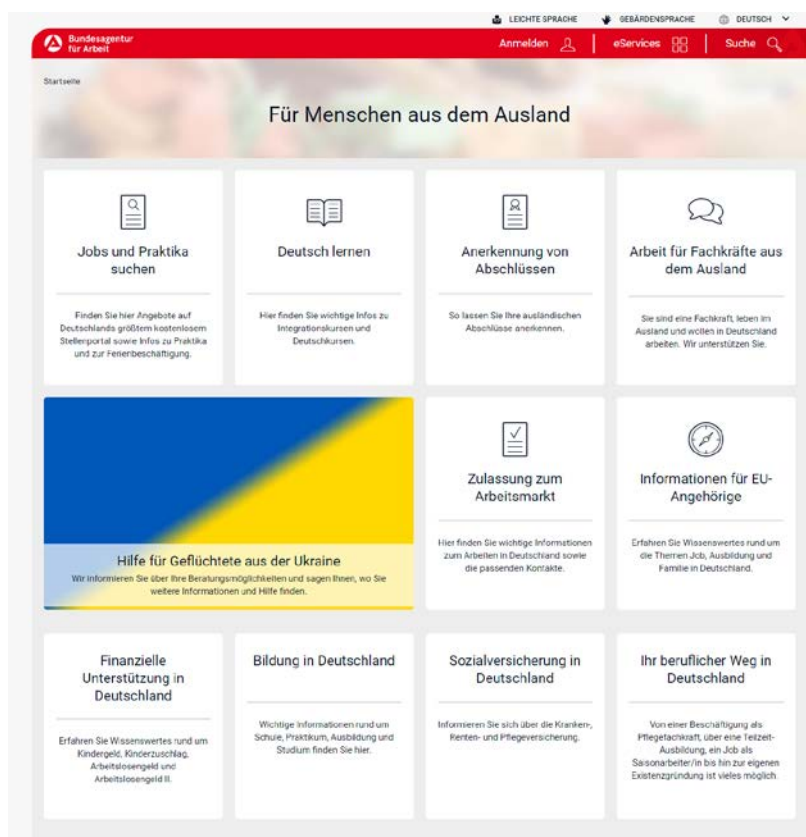 LEICHTE SPRACHE GEBÄRDENSPRACHE DEUTSCH
Bundesagentur
für Arbeit
Anmelden eServices Suche
Startseite
Für Menschen aus dem Ausland
Jobs und Praktika
suchen
Finden Sie hier Angebote auf
Deutschlands größtem kostenlosem
Stellenportal sowie Infos zu Praktika
und zur Ferienbeschäftigung.
Deutsch lernen
Hier finden Sie wichtige Infos zu
Integrationskursen und
Deutschkursen.
Anerkennung von
Abschlüssen
So lassen Sie Ihre ausländischen
Abschlüsse anerkennen.
Arbeit für Fachkräfte aus
dem Ausland
Sie sind eine Fachkraft, leben im
Ausland und wollen in Deutschland
arbeiten. Wir unterstützen Sie.
Hilfe für Geflüchtete aus der Ukraine
Wir informieren Sie über Ihre Beratungsmöglichkeiten und sagen Ihnen, wo Sie
weitere Informationen und Hilfe finden.
Zulassung zum
Arbeitsmarkt
Hier finden Sie wichtige Informationen
zum Arbeiten in Deutschland sowie
die passenden Kontakte.
Informationen für EU-
Angehörige
Erfahren Sie Wissenswertes rund um
die Themen Job, Ausbildung und
Familie in Deutschland.
Finanzielle
Unterstützung in
Deutschland
Erfahren Sie Wissenswertes rund um
Kindergeld, Kinderzuschlag,
Arbeitslosengeld und
Arbeitslosengeld II.
Bildung in Deutschland
Wichtige Informationen rund um
Schule, Praktikum, Ausbildung und
Studium finden Sie hier.
Sozialversicherung in
Deutschland
Informieren Sie sich über die Kranken-,
Renten- und Pflegeversicherung.
Ihr beruflicher Weg in
Deutschland
Von einer Beschäftigung als
Pflegefachkraft, über eine Teilzeit-
Ausbildung, ein Job als
Saisonarbeiter/in bis hin zur eigenen
Existenzgründung ist vieles möglich.